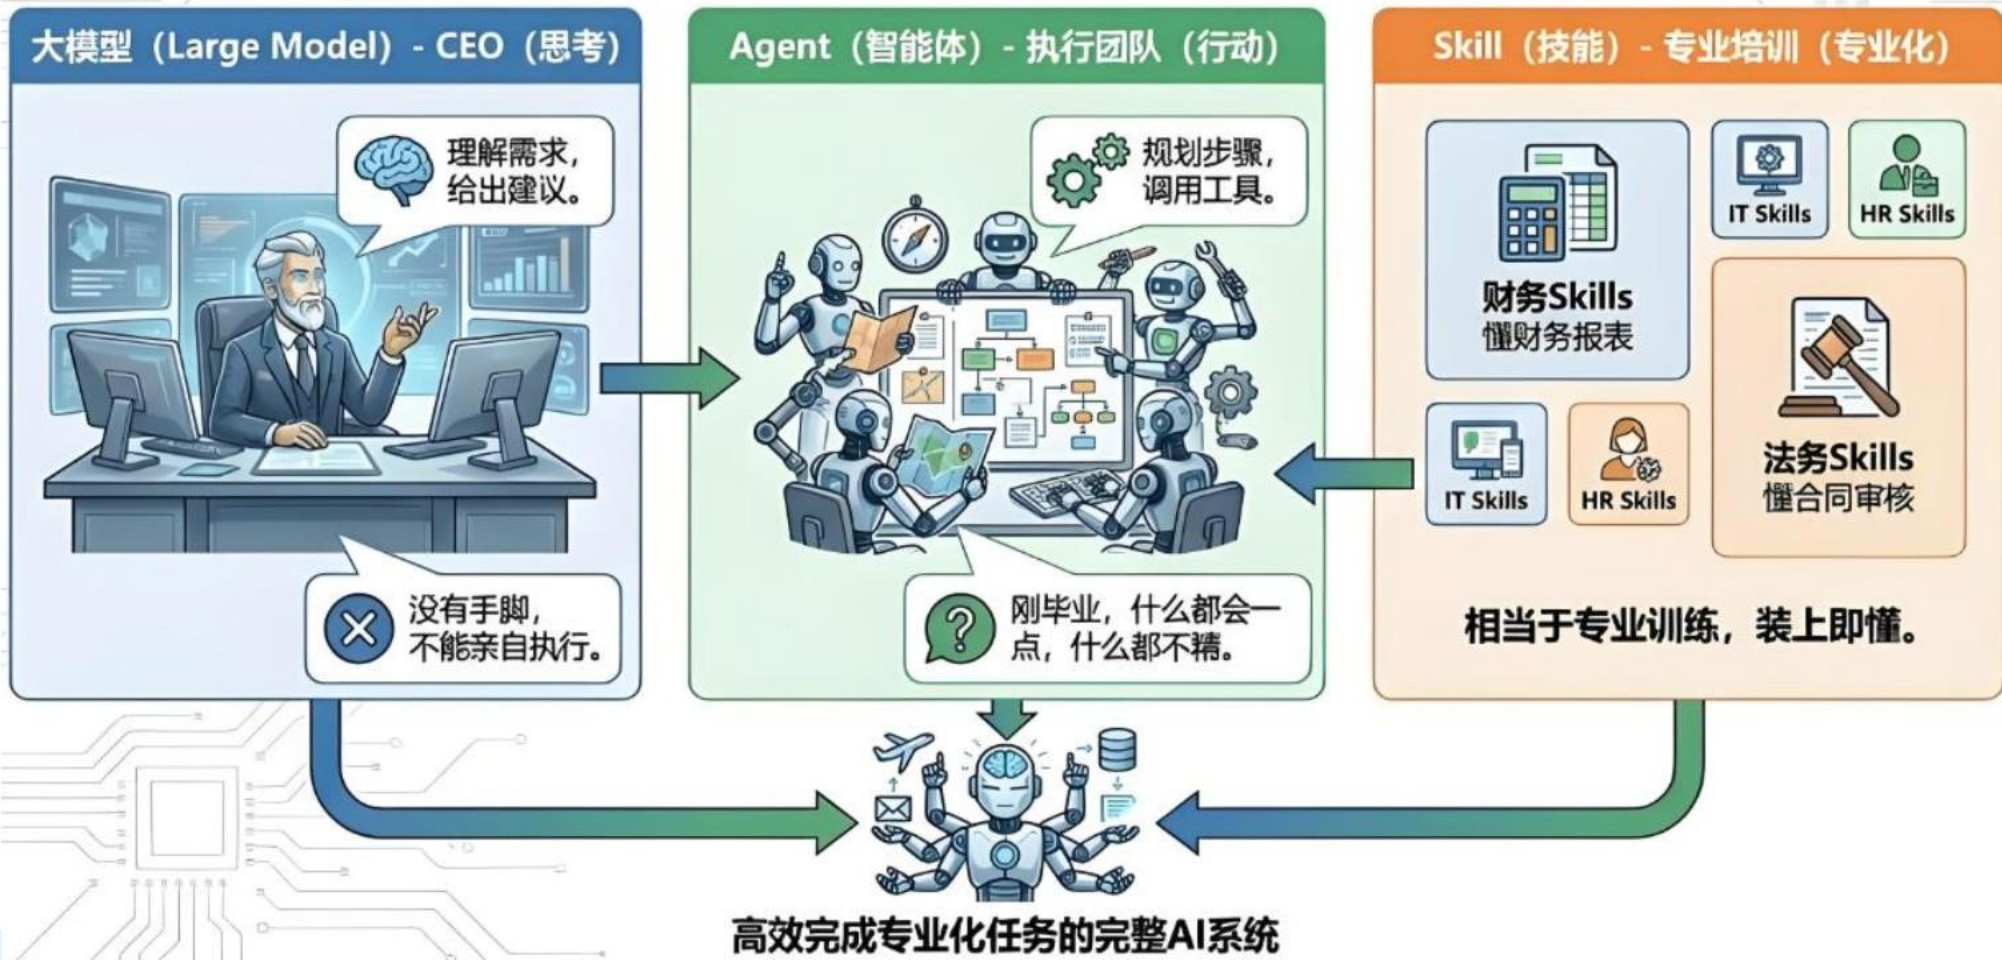 大模型（Large Model）- CEO（思考）
理解需求，
给出建议。
没有手脚，
不能亲自执行。
Agent（智能体）- 执行团队（行动）
规划步骤，
调用工具。
刚毕业，什么都会一
点，什么都不精。
Skill（技能）- 专业培训（专业化）
财务Skills
懂财务报表
IT Skills
HR Skills
IT Skills
HR Skills
法务Skills
懂合同审核
相当于专业训练，装上即懂。
高效完成专业化任务的完整AI系统